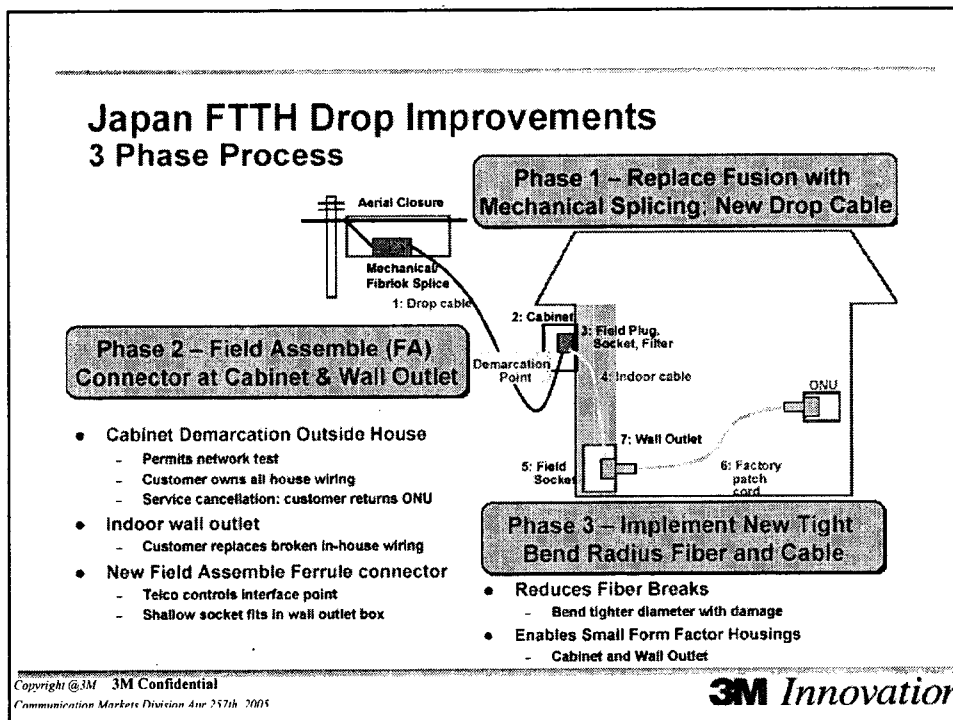 Japan FTTH Drop Improvements
3 Phase Process
Phase 1 – Replace Fusion with
Mechanical Splicing; New Drop Cable
Aerial Closure
Mechanical/
Fibrlok Splice
1: Drop cable
2: Cabinet
3: Field Plug,
Socket, Filter
Demarcation
Point
4: Indoor cable
ONU
7: Wall Outlet
5: Field
Socket
6: Factory
patch
cord
Phase 2 – Field Assemble (FA)
Connector at Cabinet & Wall Outlet
• Cabinet Demarcation Outside House
- Permits network test
- Customer owns all house wiring
- Service cancellation: customer returns ONU
• Indoor wall outlet
- Customer replaces broken in-house wiring
• New Field Assemble Ferrule connector
- Telco controls interface point
- Shallow socket fits in wall outlet box
Phase 3 – Implement New Tight
Bend Radius Fiber and Cable
• Reduces Fiber Breaks
- Bend tighter diameter with damage
• Enables Small Form Factor Housings
- Cabinet and Wall Outlet
Copyright @3M 3M Confidential
Communication Markets Division 2005
3M Innovation